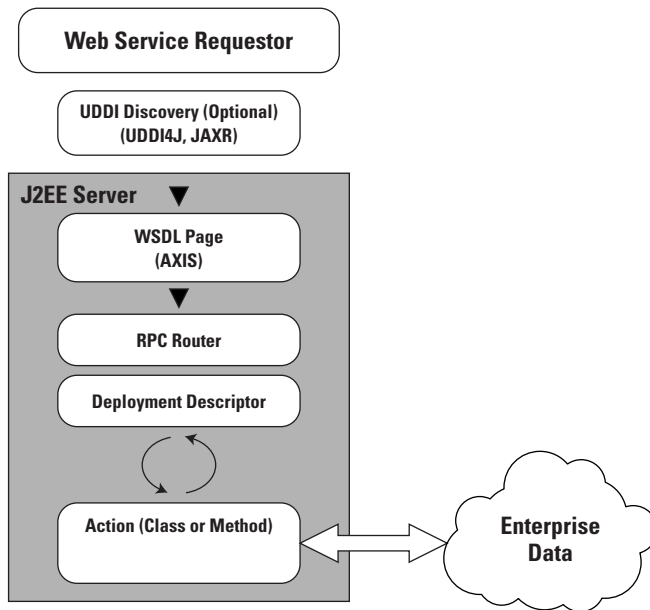 Web Service Requestor
UDDI Discovery (Optional)
(UDDI4J, JAXR)
J2EE Server
WSDL Page
(AXIS)
RPC Router
Deployment Descriptor
Action (Class or Method)
Enterprise
Data